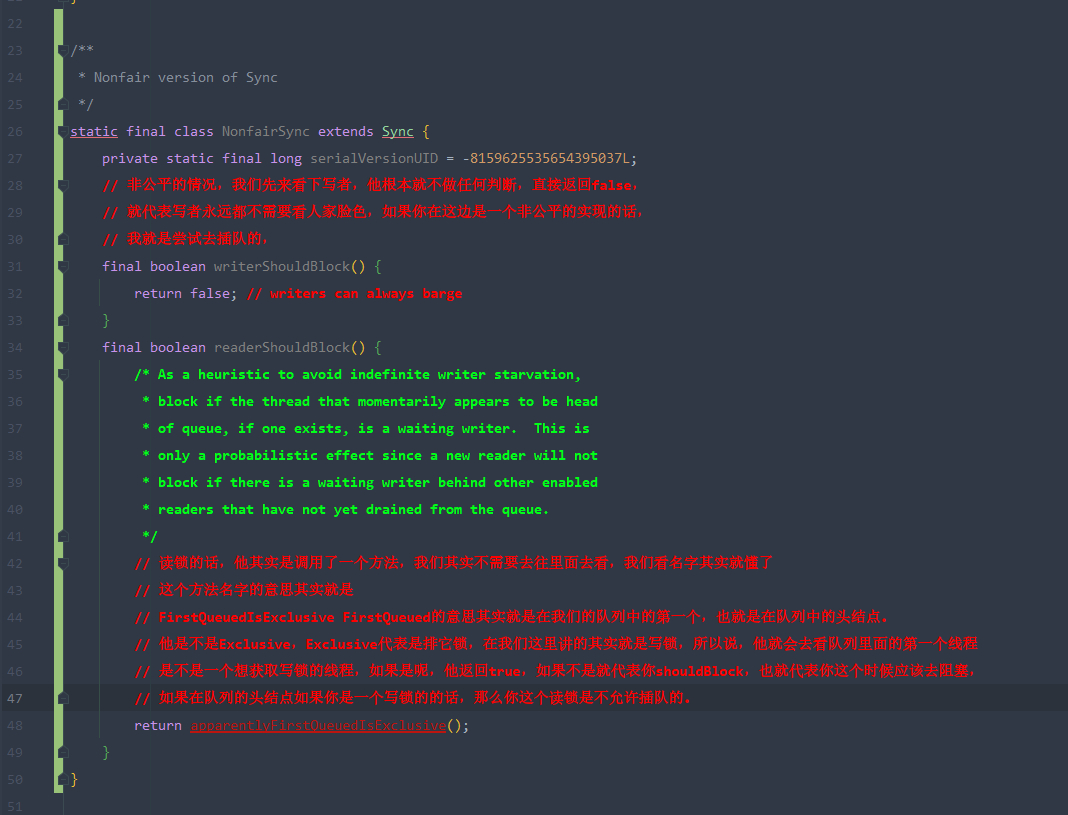 22
23 /**
24 * Nonfair version of Sync
25 */
26 static final class NonfairSync extends Sync {
27 private static final long serialVersionUID = -8159625535654395037L;
28 // 非公平的情况，我们先来看下写者，他根本就不做任何判断，直接返回false，
29 // 就代表写者永远都不需要看人家脸色，如果你在这边是一个非公平的实现的话，
30 // 我就是尝试去插队的，
31 final boolean writerShouldBlock() {
32 return false; // writers can always barge
33 }
34 final boolean readerShouldBlock() {
35 /* As a heuristic to avoid indefinite writer starvation,
36 * block if the thread that momentarily appears to be head
37 * of queue, if one exists, is a waiting writer.  This is
38 * only a probabilistic effect since a new reader will not
39 * block if there is a waiting writer behind other enabled
40 * readers that have not yet drained from the queue.
41 */
42 // 读锁的话，他其实是调用了一个方法，我们其实不需要去往里面去看，我们看名字其实就懂了
43 // 这个方法名字的意思其实就是
44 // FirstQueuedIsExclusive FirstQueued的意思其实就是在我们的队列中的第一个，也就是在队列中的头结点。
45 // 他是不是Exclusive，Exclusive代表是排它锁，在我们这里讲的其实就是写锁，所以说，他就会去看队列里面的第一个线程
46 // 是不是一个想获取写锁的线程，如果是呢，他返回true，如果不是就代表你shouldBlock，也就代表你这个时候应该去阻塞，
47 // 如果在队列的头结点如果你是一个写锁的的话，那么你这个读锁是不允许插队的。
48 return apparentlyFirstQueuedIsExclusive();
49 }
50 }
51